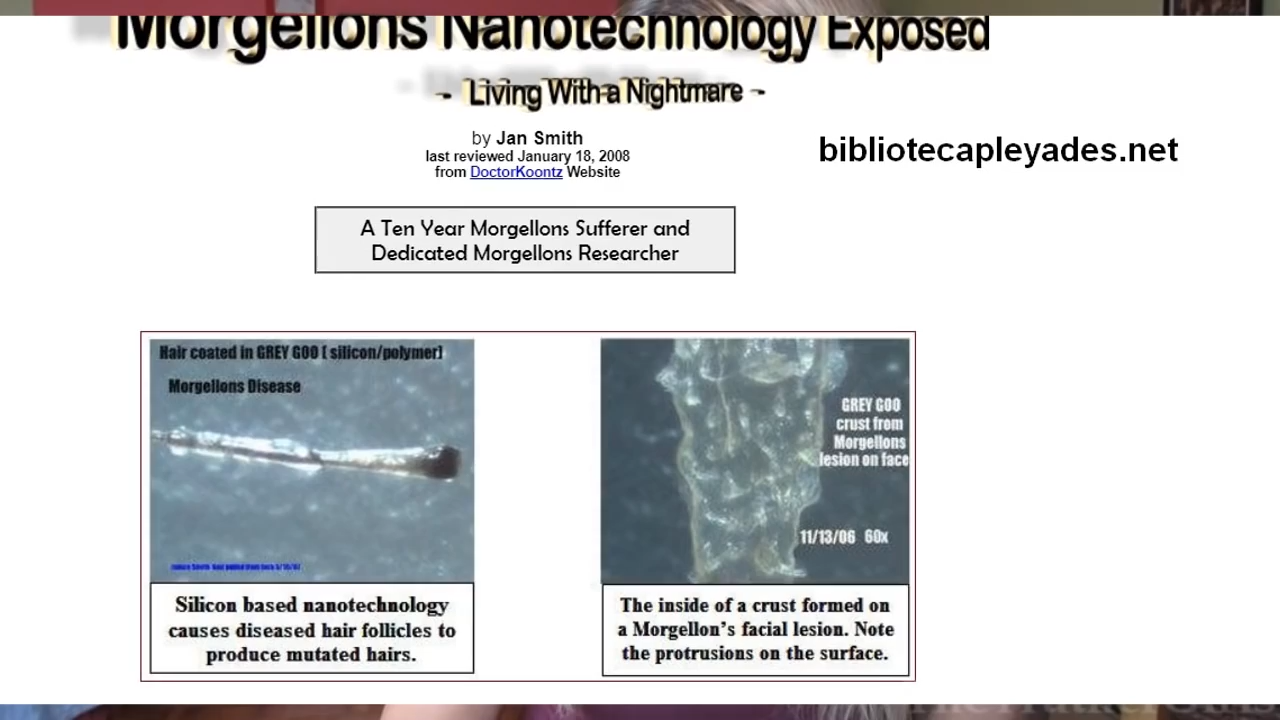 Morgellons Nanotechnology Exposed
- Living With a Nightmare -
by Jan Smith
last reviewed January 18, 2008
from DoctorKoontz Website
bibliotecapleyades.net
A Ten Year Morgellons Sufferer and
Dedicated Morgellons Researcher
Hair coated in GREY GOO [ silicon/polymer]
Morgellons Disease
GREY GOO
crust from
Morgellons
lesion on face
11/13/06 60x
Silicon based nanotechnology
causes diseased hair follicles to
produce mutated hairs.
The inside of a crust formed on
a Morgellon's facial lesion. Note
the protrusions on the surface.